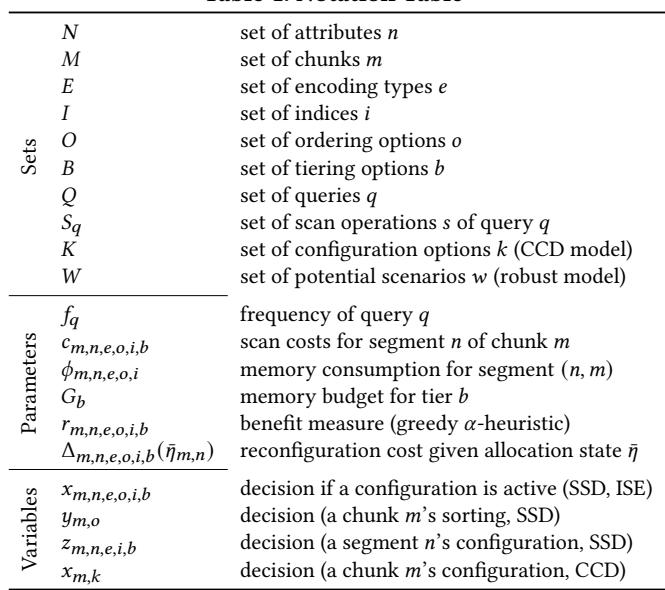 Table 1: Notation Table
N set of attributes n
M set of chunks m
E set of encoding types e
I set of indices i
O set of ordering options o
B set of tiering options b
Q set of queries q
S_q set of scan operations s of query q
K set of configuration options k (CCD model)
W set of potential scenarios w (robust model)
Sets
f_q frequency of query q
c_{m,n,e,o,i,b} scan costs for segment n of chunk m
ϕ_{m,n,e,o,i} memory consumption for segment (n, m)
G_b memory budget for tier b
r_{m,n,e,o,i,b} benefit measure (greedy α-heuristic)
Δ_{m,n,e,o,i,b}(η̄_{m,n}) reconfiguration cost given allocation state η̄
Parameters
x_{m,n,e,o,i,b} decision if a configuration is active (SSD, ISE)
y_{m,o} decision (a chunk m's sorting, SSD)
z_{m,n,e,i,b} decision (a segment n's configuration, SSD)
x_{m,k} decision (a chunk m's configuration, CCD)
Variables